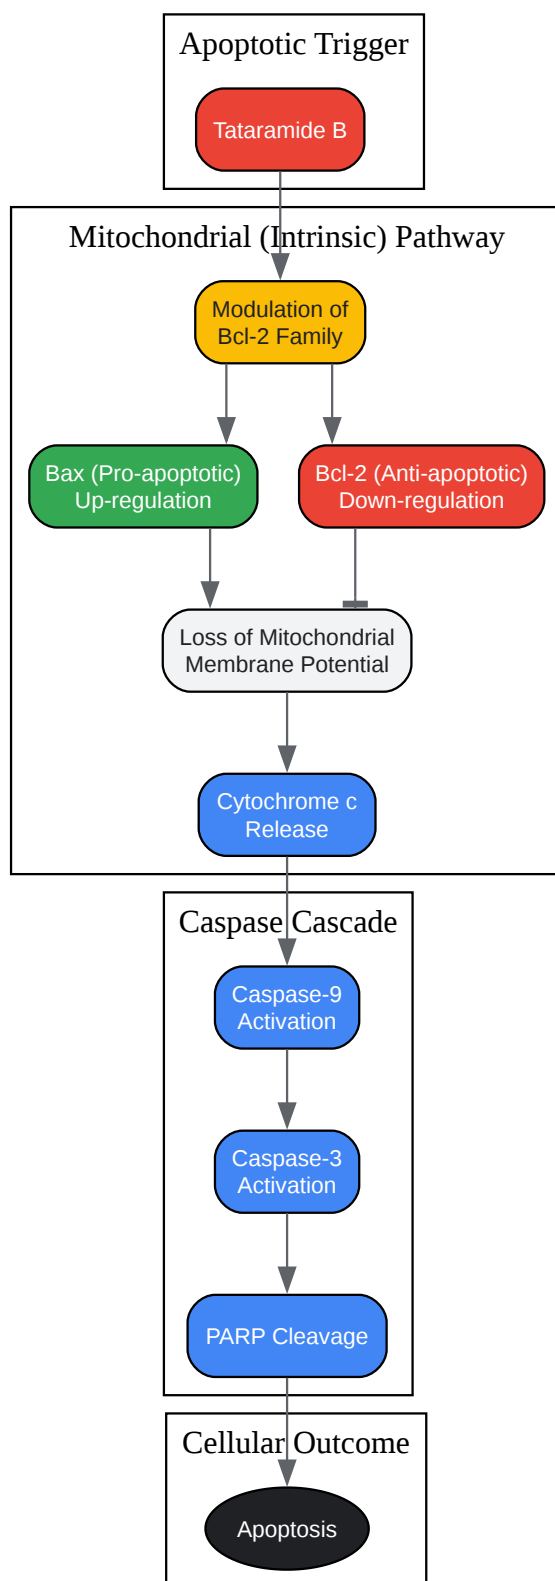 Apoptotic Trigger
Tataramide B
Mitochondrial (Intrinsic) Pathway
Modulation of
Bcl-2 Family
Bax (Pro-apoptotic)
Up-regulation
Bcl-2 (Anti-apoptotic)
Down-regulation
Loss of Mitochondrial
Membrane Potential
Cytochrome c
Release
Caspase Cascade
Caspase-9
Activation
Caspase-3
Activation
PARP Cleavage
Cellular Outcome
Apoptosis